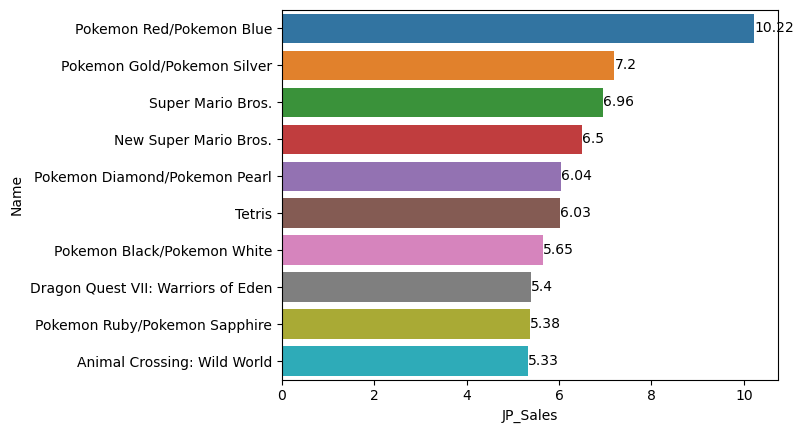 Pokemon Red/Pokemon Blue 10.22
Pokemon Gold/Pokemon Silver 7.2
Super Mario Bros. 6.96
New Super Mario Bros. 6.5
Pokemon Diamond/Pokemon Pearl 6.04
Tetris 6.03
Pokemon Black/Pokemon White 5.65
Dragon Quest VII: Warriors of Eden 5.4
Pokemon Ruby/Pokemon Sapphire 5.38
Animal Crossing: Wild World 5.33
Name
0 2 4 6 8 10
JP_Sales